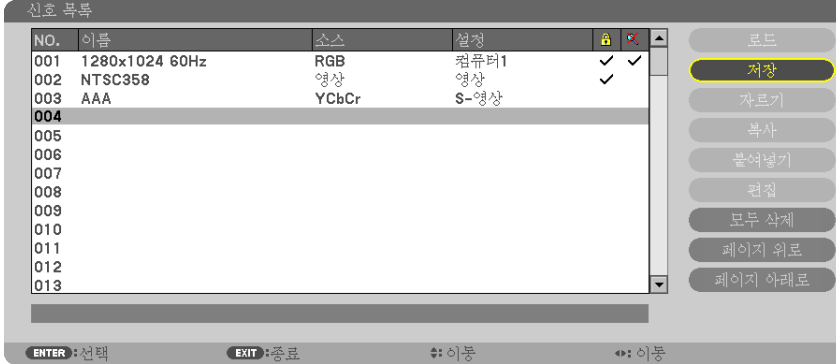 신호 목록
NO. 이름 소스 설정
001 1280x1024 60Hz RGB 컴퓨터1
002 NTSC358 영상 영상
003 AAA YCbCr S-영상
004
005
006
007
008
009
010
011
012
013
로드
저장
자르기
복사
붙여넣기
편집
모두 삭제
페이지 위로
페이지 아래로
ENTER :선택 EXIT :종료 :이동 :이동